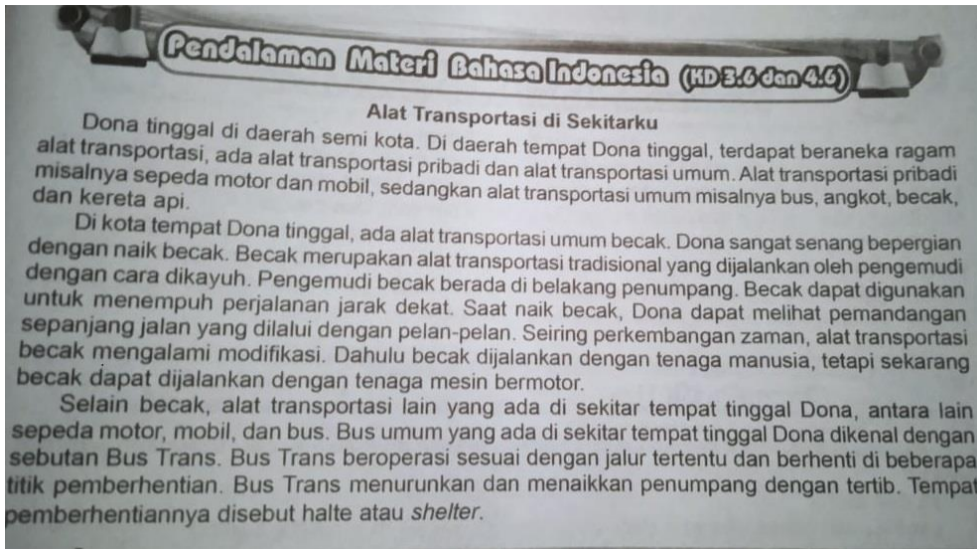 Pendalaman Materi Bahasa Indonesia (KD 3.6 dan 4.6)
Alat Transportasi di Sekitarku
Dona tinggal di daerah semi kota. Di daerah tempat Dona tinggal, terdapat beraneka ragam
alat transportasi, ada alat transportasi pribadi dan alat transportasi umum. Alat transportasi pribadi
misalnya sepeda motor dan mobil, sedangkan alat transportasi umum misalnya bus, angkot, becak,
dan kereta api.
Di kota tempat Dona tinggal, ada alat transportasi umum becak. Dona sangat senang bepergian
dengan naik becak. Becak merupakan alat transportasi tradisional yang dijalankan oleh pengemudi
dengan cara dikayuh. Pengemudi becak berada di belakang penumpang. Becak dapat digunakan
untuk menempuh perjalanan jarak dekat. Saat naik becak, Dona dapat melihat pemandangan
sepanjang jalan yang dilalui dengan pelan-pelan. Seiring perkembangan zaman, alat transportasi
becak mengalami modifikasi. Dahulu becak dijalankan dengan tenaga manusia, tetapi sekarang
becak dapat dijalankan dengan tenaga mesin bermotor.
Selain becak, alat transportasi lain yang ada di sekitar tempat tinggal Dona, antara lain
sepeda motor, mobil, dan bus. Bus umum yang ada di sekitar tempat tinggal Dona dikenal dengan
sebutan Bus Trans. Bus Trans beroperasi sesuai dengan jalur tertentu dan berhenti di beberapa
titik pemberhentian. Bus Trans menurunkan dan menaikkan penumpang dengan tertib. Tempat
pemberhentiannya disebut halte atau shelter.